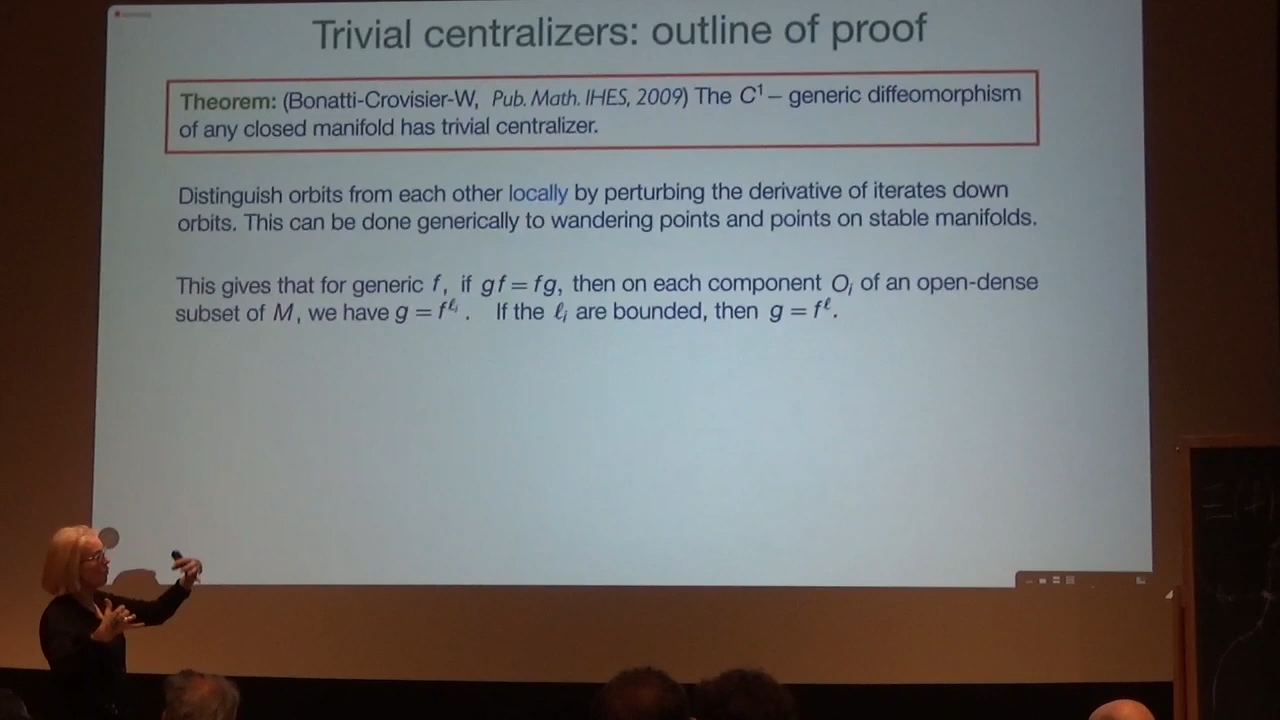 Trivial centralizers: outline of proof
Theorem: (Bonatti-Crovisier-W, Pub. Math. IHES, 2009) The C¹ – generic diffeomorphism
of any closed manifold has trivial centralizer.
Distinguish orbits from each other locally by perturbing the derivative of iterates down
orbits. This can be done generically to wandering points and points on stable manifolds.
This gives that for generic f, if gf = fg, then on each component Oᵢ of an open-dense
subset of M, we have g = f^ℓᵢ. If the ℓᵢ are bounded, then g = f^ℓ.